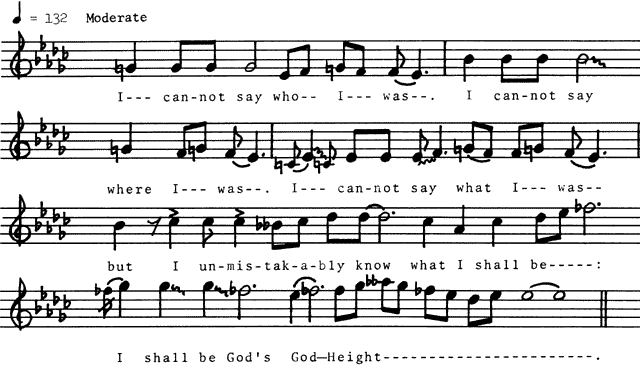 = 132 Moderate
I--- can-not say who-- I--- was--. I can-not say
where I--- was--. I--- can-not say what I--- was--
but I un-mis-tak-a-bly know what I shall be-----:
I shall be God's God—Height-----------------------.